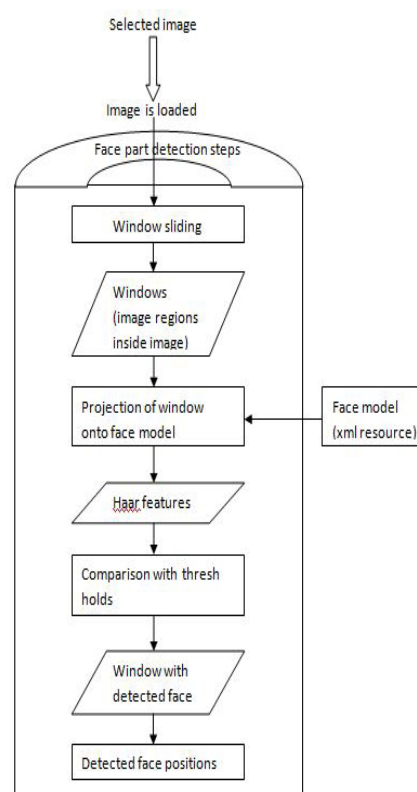 Selected image
Image is loaded
Face part detection steps
Window sliding
Windows
(image regions
inside image)
Projection of window
onto face model
Face model
(xml resource)
Haar features
Comparison with thresh
holds
Window with
detected face
Detected face positions